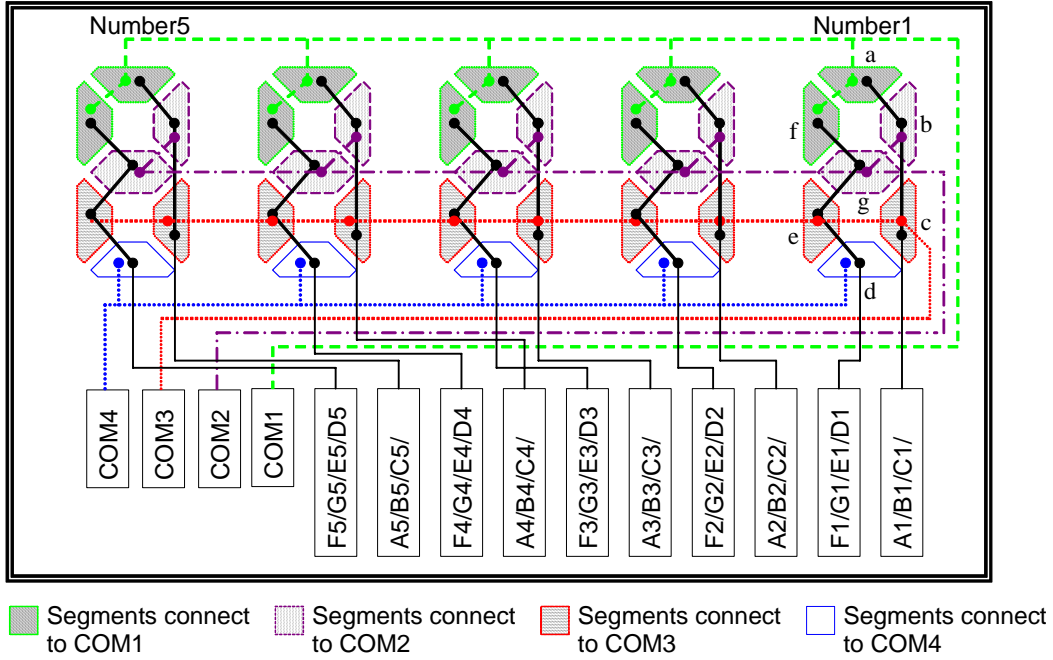 Number5
Number1
a
f
b
g
e
c
d
COM4
COM3
COM2
COM1
F5/G5/E5/D5
A5/B5/C5/
F4/G4/E4/D4
A4/B4/C4/
F3/G3/E3/D3
A3/B3/C3/
F2/G2/E2/D2
A2/B2/C2/
F1/G1/E1/D1
A1/B1/C1/
Segments connect
to COM1
Segments connect
to COM2
Segments connect
to COM3
Segments connect
to COM4